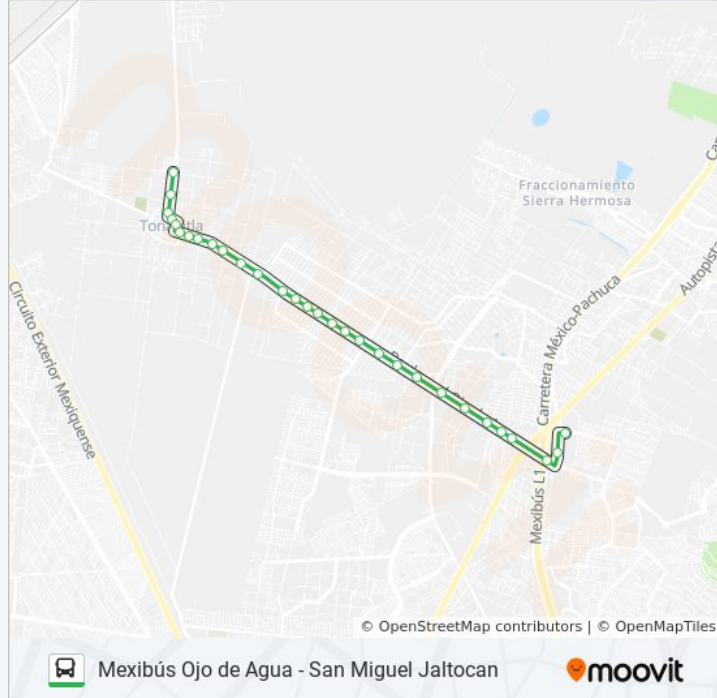 Fraccionamiento
Sierra Hermosa
Autopista
Carretera México-Pachuca
Circuito Exterior Mexiquense
Mexibús L1
© OpenStreetMap contributors | © OpenMapTiles
Mexibús Ojo de Agua - San Miguel Jaltocan
moovit